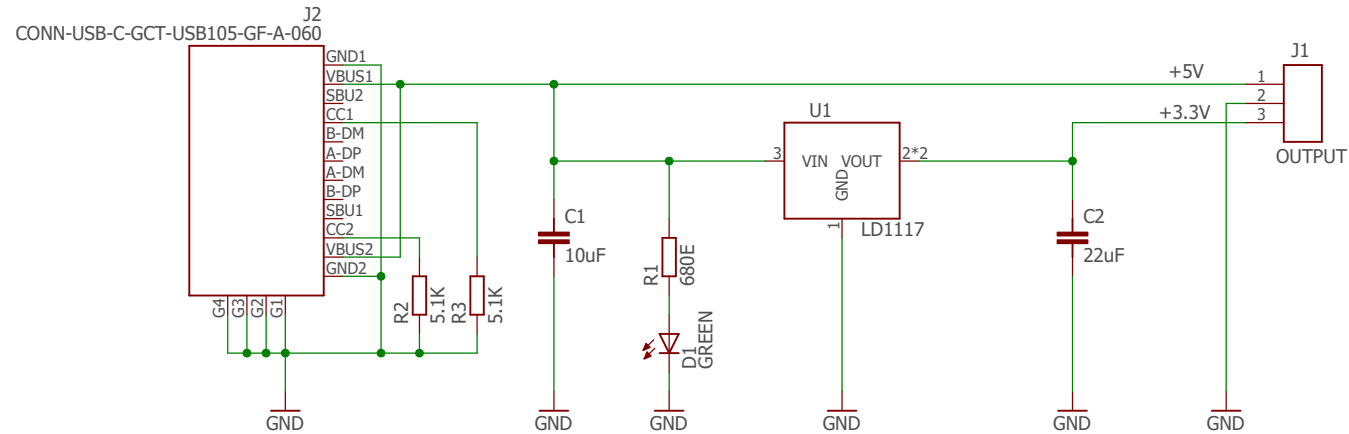 J2
CONN-USB-C-GCT-USB105-GF-A-060
GND1
VBUS1
SBU2
CC1
B-DM
A-DP
A-DM
B-DP
SBU1
CC2
VBUS2
GND2
G4
G3
G2
G1
R2
5.1K
R3
5.1K
GND
C1
10uF
GND
R1
680E
D1
GREEN
GND
U1
3
VIN
VOUT
2*2
GND
1
LD1117
GND
C2
22uF
GND
+5V
+3.3V
J1
1
2
3
OUTPUT
GND